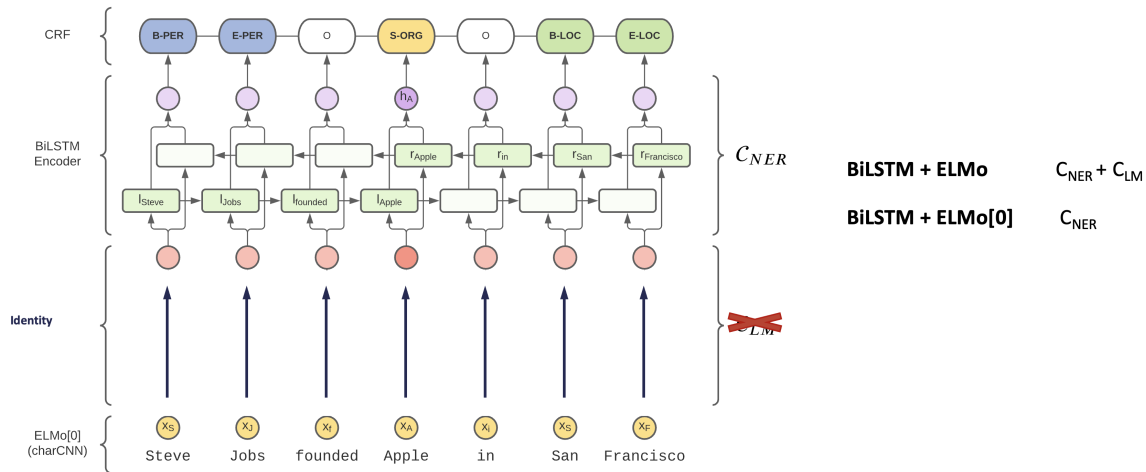 CRF
B-PER E-PER O S-ORG O B-LOC E-LOC
h_A
BiLSTM
Encoder
r_Apple r_in r_San r_Francisco
l_Steve l_Jobs l_founded l_Apple
C_NER
BiLSTM + ELMo C_NER + C_LM
BiLSTM + ELMo[0] C_NER
Identity
C_LM
ELMo[0]
(charCNN)
x_S x_J x_f x_A x_i x_S x_F
Steve Jobs founded Apple in San Francisco